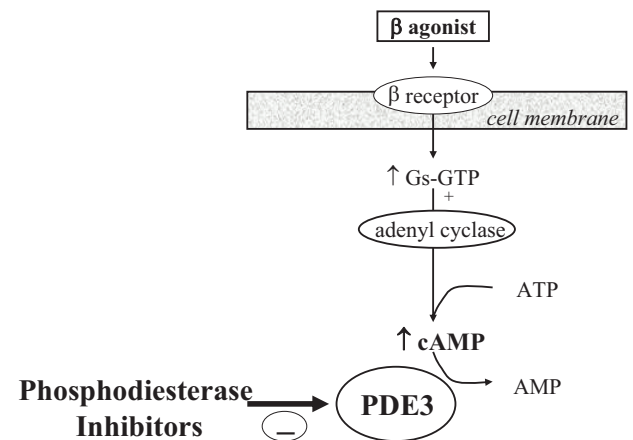 β agonist
β receptor
cell membrane
↑ Gs-GTP
+
adenyl cyclase
ATP
↑ cAMP
AMP
Phosphodiesterase
Inhibitors
−
PDE3